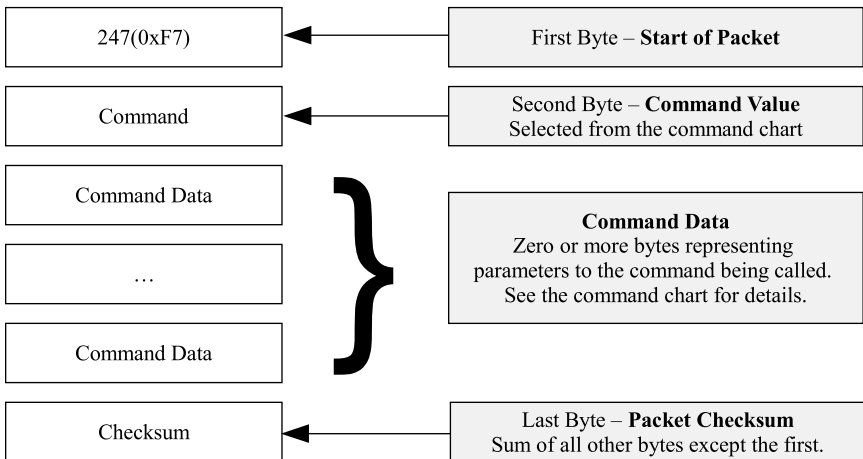 247(0xF7)
First Byte – Start of Packet
Command
Second Byte – Command Value
Selected from the command chart
Command Data
…
Command Data
Command Data
Zero or more bytes representing
parameters to the command being called.
See the command chart for details.
Checksum
Last Byte – Packet Checksum
Sum of all other bytes except the first.